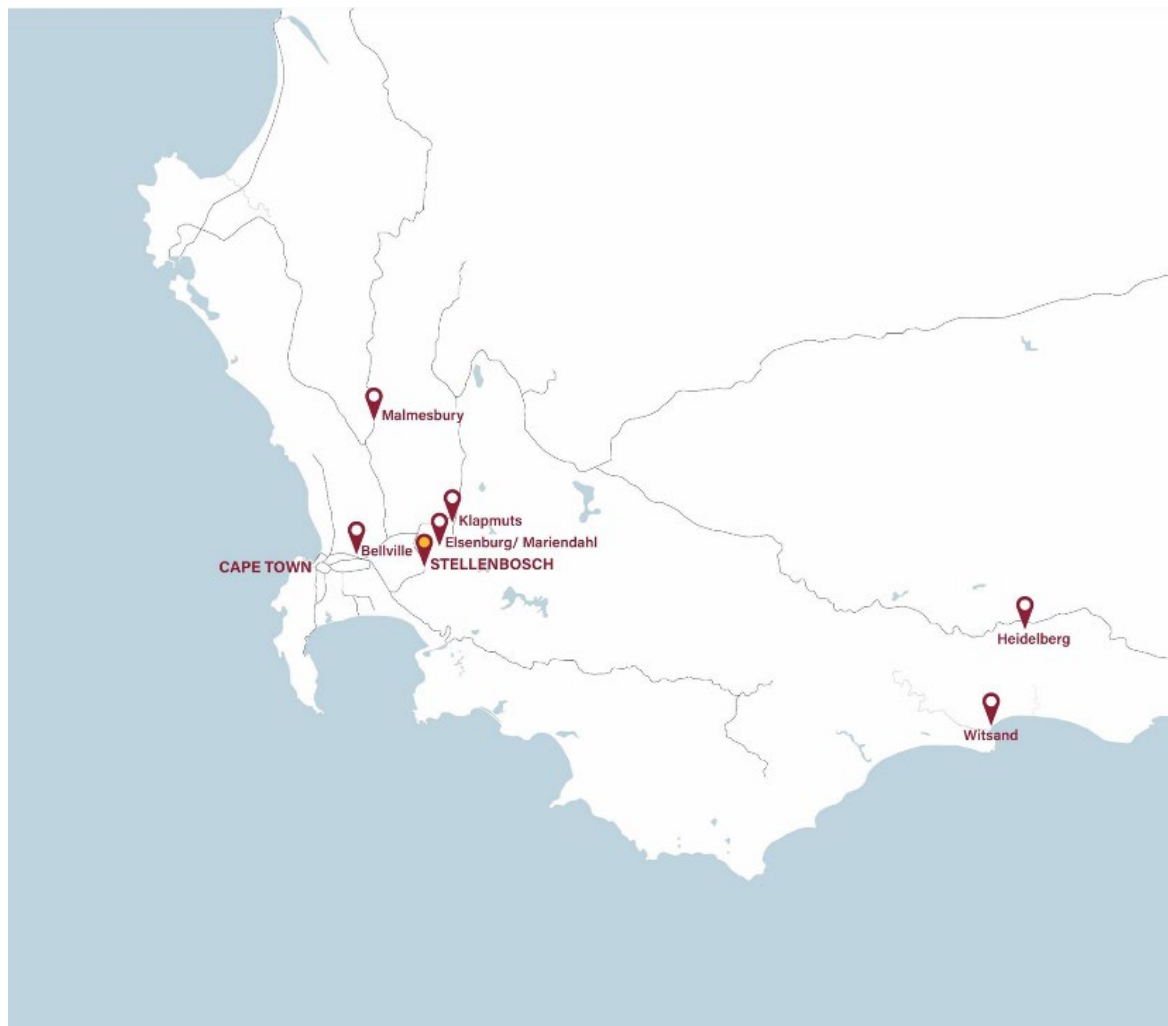 Malmesbury
Klapmuts
Elsenburg/ Mariendahl
Bellville
STELLENBOSCH
CAPE TOWN
Heidelberg
Witsand